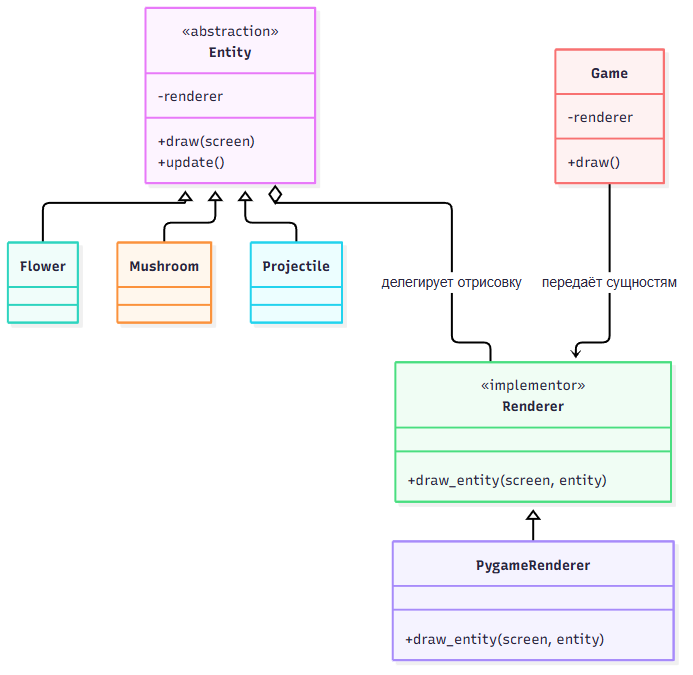 «abstraction»
Entity
-renderer
+draw(screen)
+update()
Game
-renderer
+draw()
Flower
Mushroom
Projectile
делегирует отрисовку
передаёт сущностям
«implementor»
Renderer
+draw_entity(screen, entity)
PygameRenderer
+draw_entity(screen, entity)